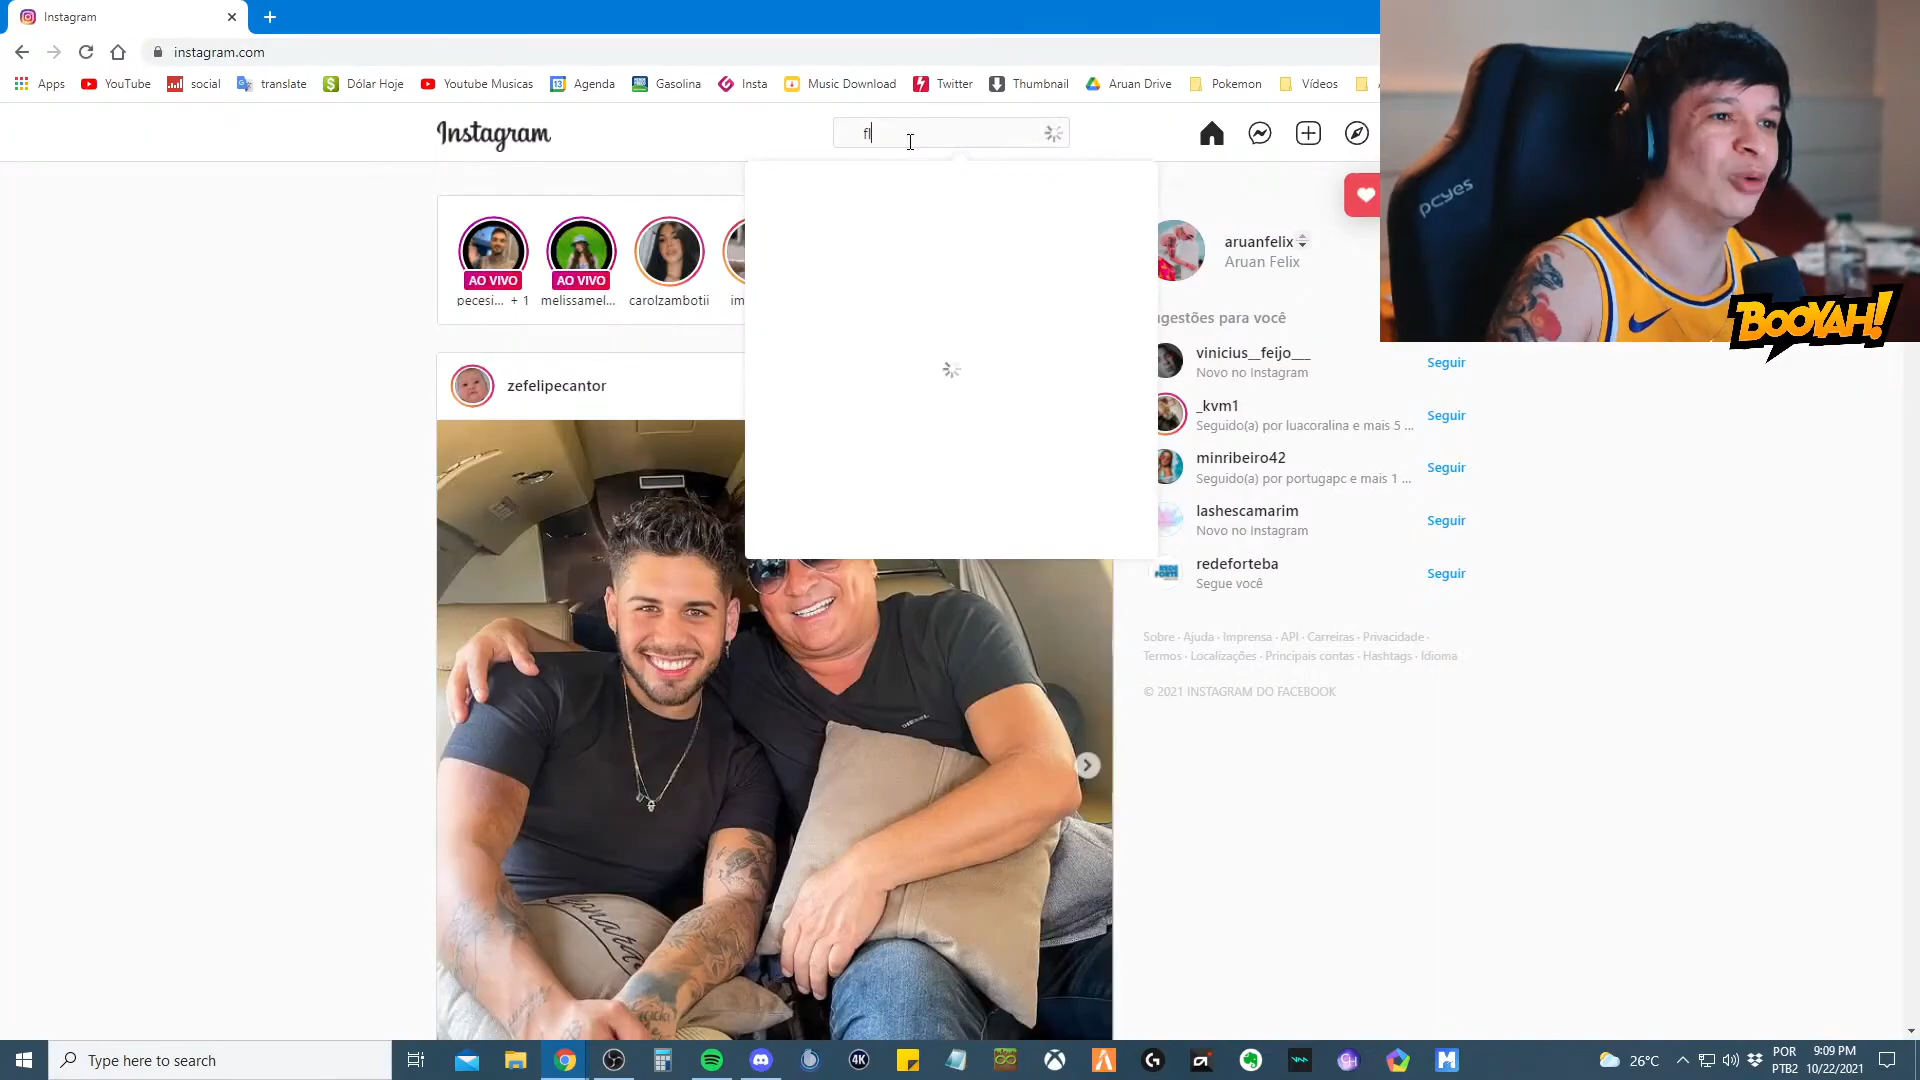 Instagram
instagram.com
Apps
YouTube
social
translate
Dólar Hoje
Youtube Musicas
Agenda
Gasolina
Insta
Music Download
Twitter
Thumbnail
Aruan Drive
Pokemon
Vídeos
Instagram
fl
AO VIVO
AO VIVO
pecesi... + 1
melissamel...
carolzambotii
im
aruanfelix
Aruan Felix
ugestões para você
vinicius__feijo___
Novo no Instagram
Seguir
_kvm1
Seguido(a) por luacoralina e mais 5 ...
Seguir
minribeiro42
Seguido(a) por portugapc e mais 1 ...
Seguir
lashescamarim
Novo no Instagram
Seguir
redeforteba
Segue você
Seguir
Sobre · Ajuda · Imprensa · API · Carreiras · Privacidade ·
Termos · Localizações · Principais contas · Hashtags · Idioma
© 2021 INSTAGRAM DO FACEBOOK
zefelipecantor
DIESEL
pcyes
BOOYAH!
Type here to search
4K
26°C
POR
PTB2
9:09 PM
10/22/2021